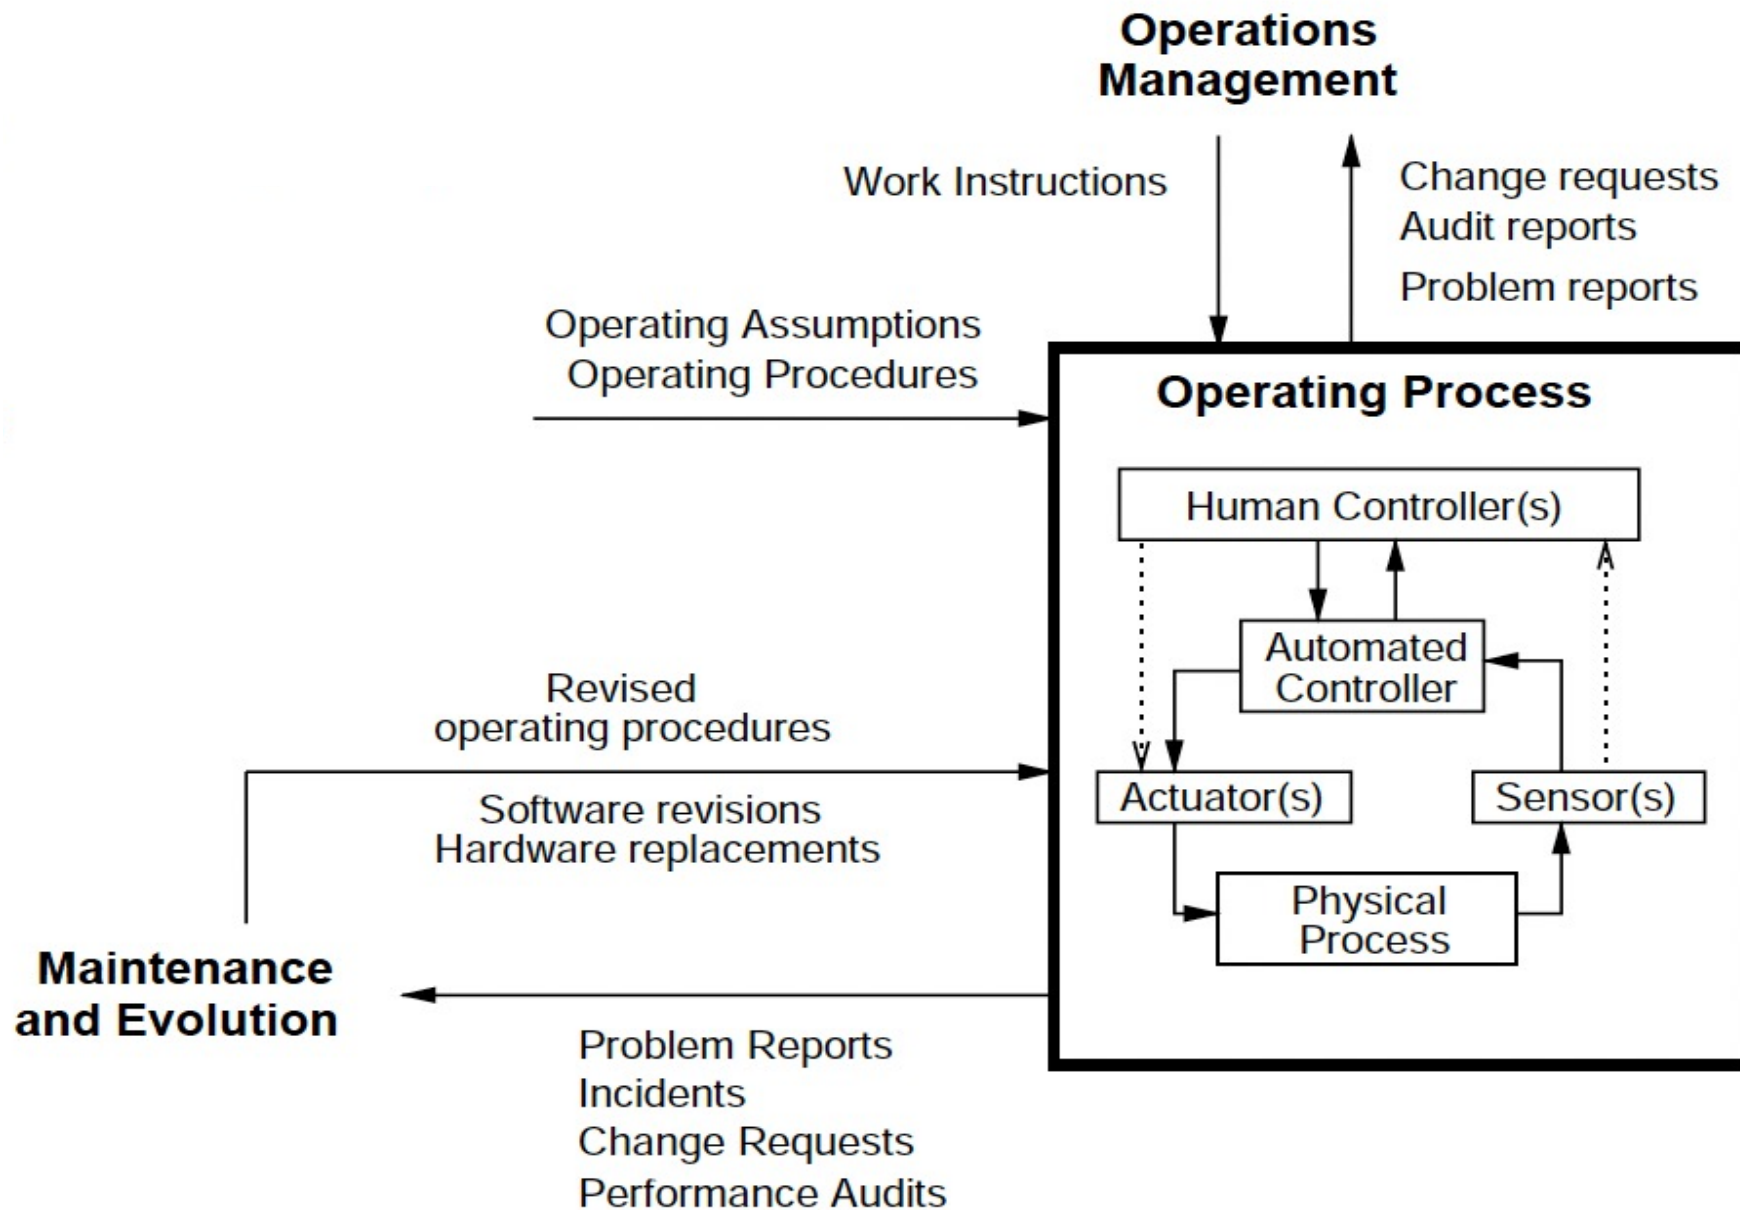 Operations
Management
Work Instructions
Change requests
Audit reports
Problem reports
Operating Assumptions
Operating Procedures
Operating Process
Human Controller(s)
Automated
Controller
Revised
operating procedures
Software revisions
Hardware replacements
Actuator(s)
Sensor(s)
Physical
Process
Maintenance
and Evolution
Problem Reports
Incidents
Change Requests
Performance Audits